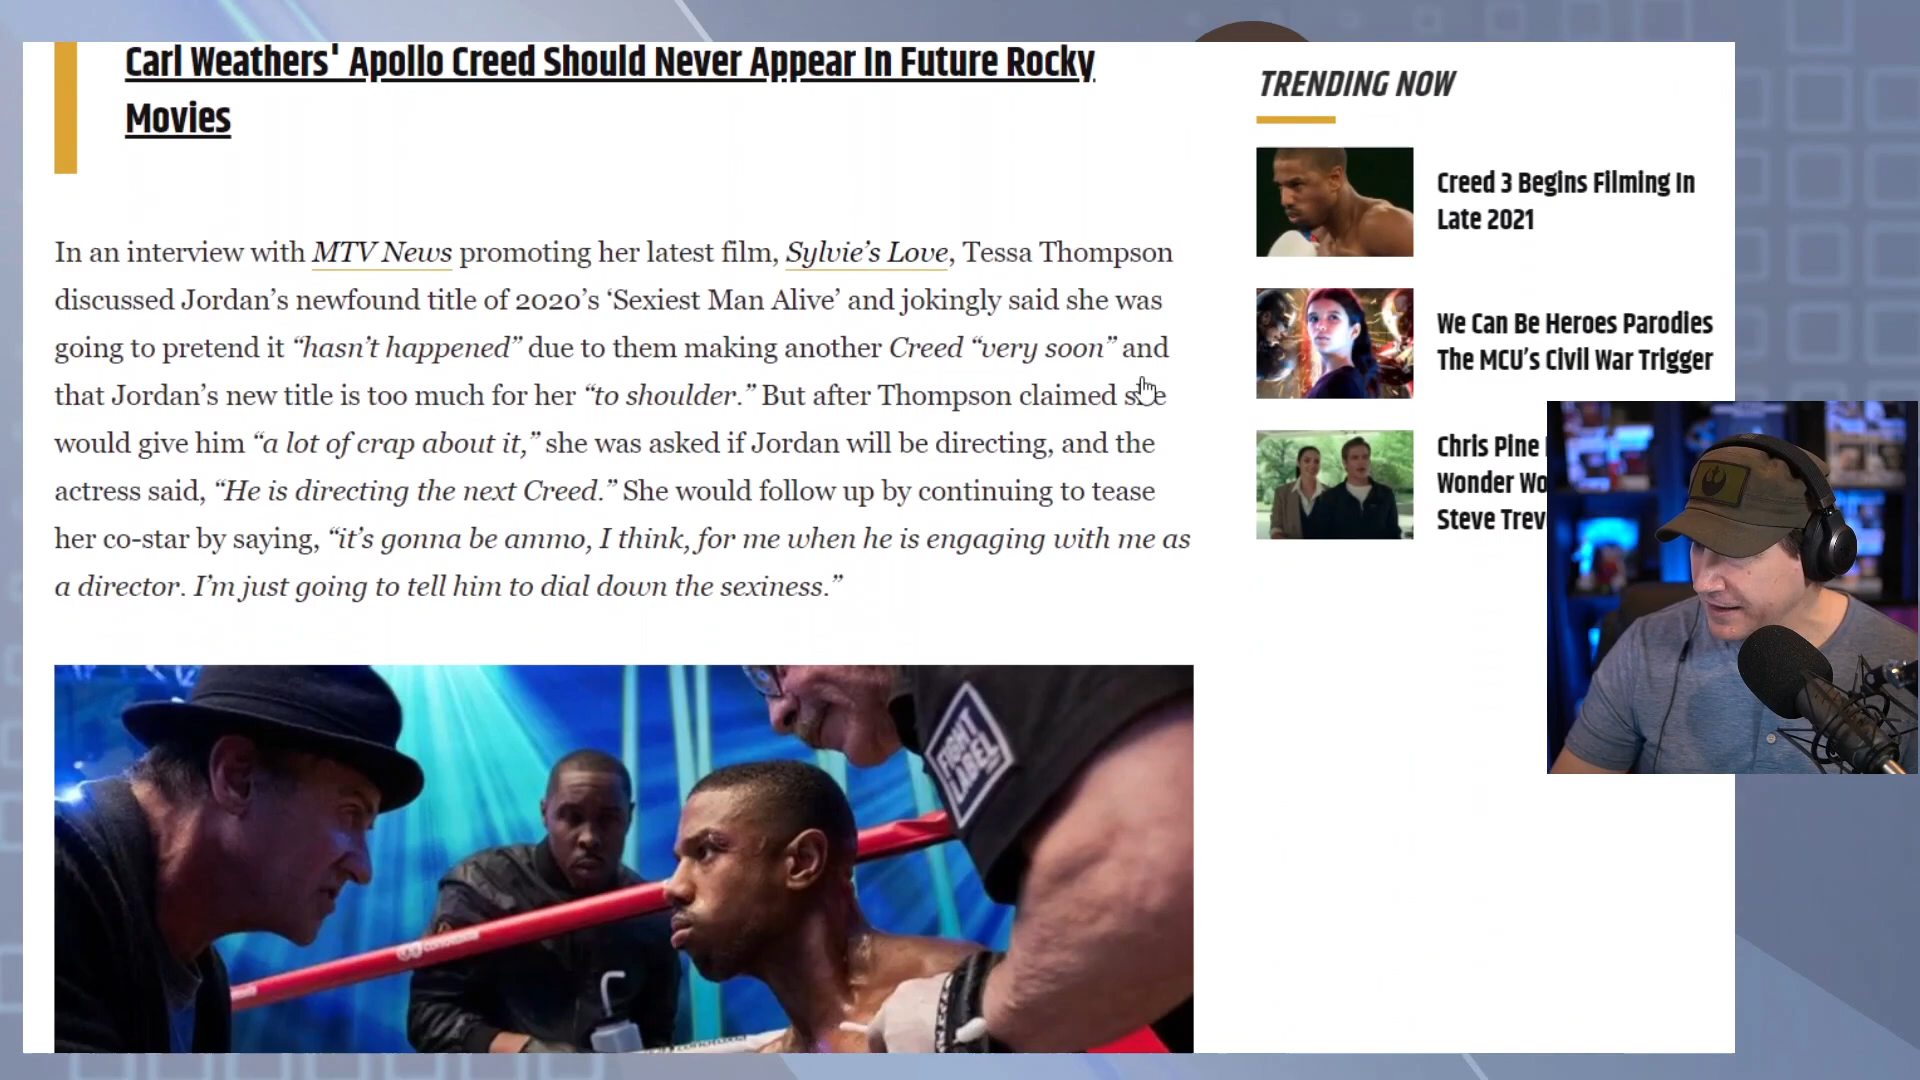 Carl Weathers' Apollo Creed Should Never Appear In Future Rocky
Movies
In an interview with MTV News promoting her latest film, Sylvie’s Love, Tessa Thompson
discussed Jordan’s newfound title of 2020’s ‘Sexiest Man Alive’ and jokingly said she was
going to pretend it “hasn’t happened” due to them making another Creed “very soon” and
that Jordan’s new title is too much for her “to shoulder.” But after Thompson claimed she
would give him “a lot of crap about it,” she was asked if Jordan will be directing, and the
actress said, “He is directing the next Creed.” She would follow up by continuing to tease
her co-star by saying, “it’s gonna be ammo, I think, for me when he is engaging with me as
a director. I’m just going to tell him to dial down the sexiness.”
FIGHT
LABEL
TRENDING NOW
Creed 3 Begins Filming In
Late 2021
We Can Be Heroes Parodies
The MCU’s Civil War Trigger
Chris Pine
Wonder Wo
Steve Trev